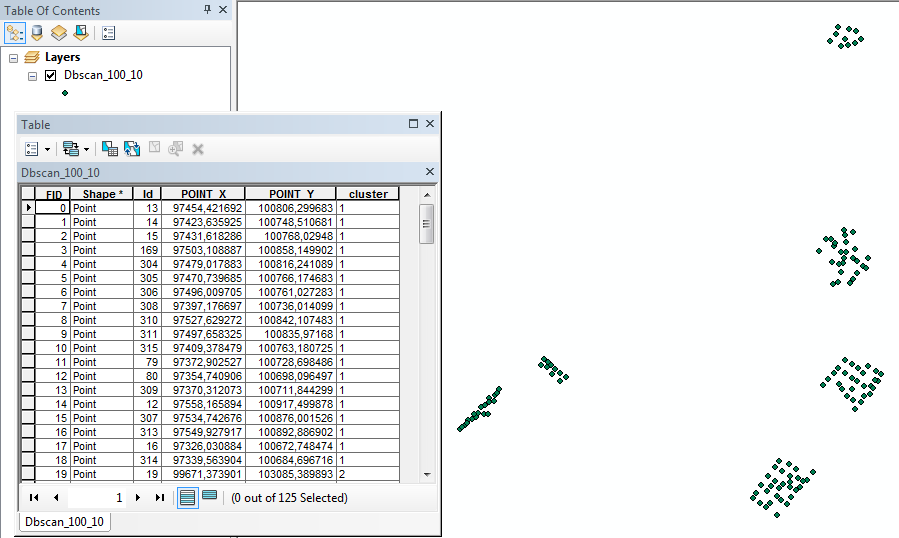 Table Of Contents
Layers
Dbscan_100_10
Table
Dbscan_100_10
FID Shape * Id POINT_X POINT_Y cluster
0 Point 13 97454,421692 100806,299683 1
1 Point 14 97423,635925 100748,510681 1
2 Point 15 97431,618286 100768,02948 1
3 Point 169 97503,108887 100858,149902 1
4 Point 304 97479,017883 100816,241089 1
5 Point 305 97470,739685 100766,174683 1
6 Point 306 97496,009705 100761,027283 1
7 Point 308 97397,176697 100736,014099 1
8 Point 310 97527,629272 100842,107483 1
9 Point 311 97497,658325 100835,97168 1
10 Point 315 97409,378479 100763,180725 1
11 Point 79 97372,902527 100728,698486 1
12 Point 80 97354,740906 100698,096497 1
13 Point 309 97370,312073 100711,844299 1
14 Point 12 97558,165894 100917,499878 1
15 Point 307 97534,742676 100876,001526 1
16 Point 313 97549,927917 100892,886902 1
17 Point 16 97326,030884 100672,748474 1
18 Point 314 97339,563904 100684,696716 1
19 Point 19 99671,373901 103085,389893 2
1 (0 out of 125 Selected)
Dbscan_100_10